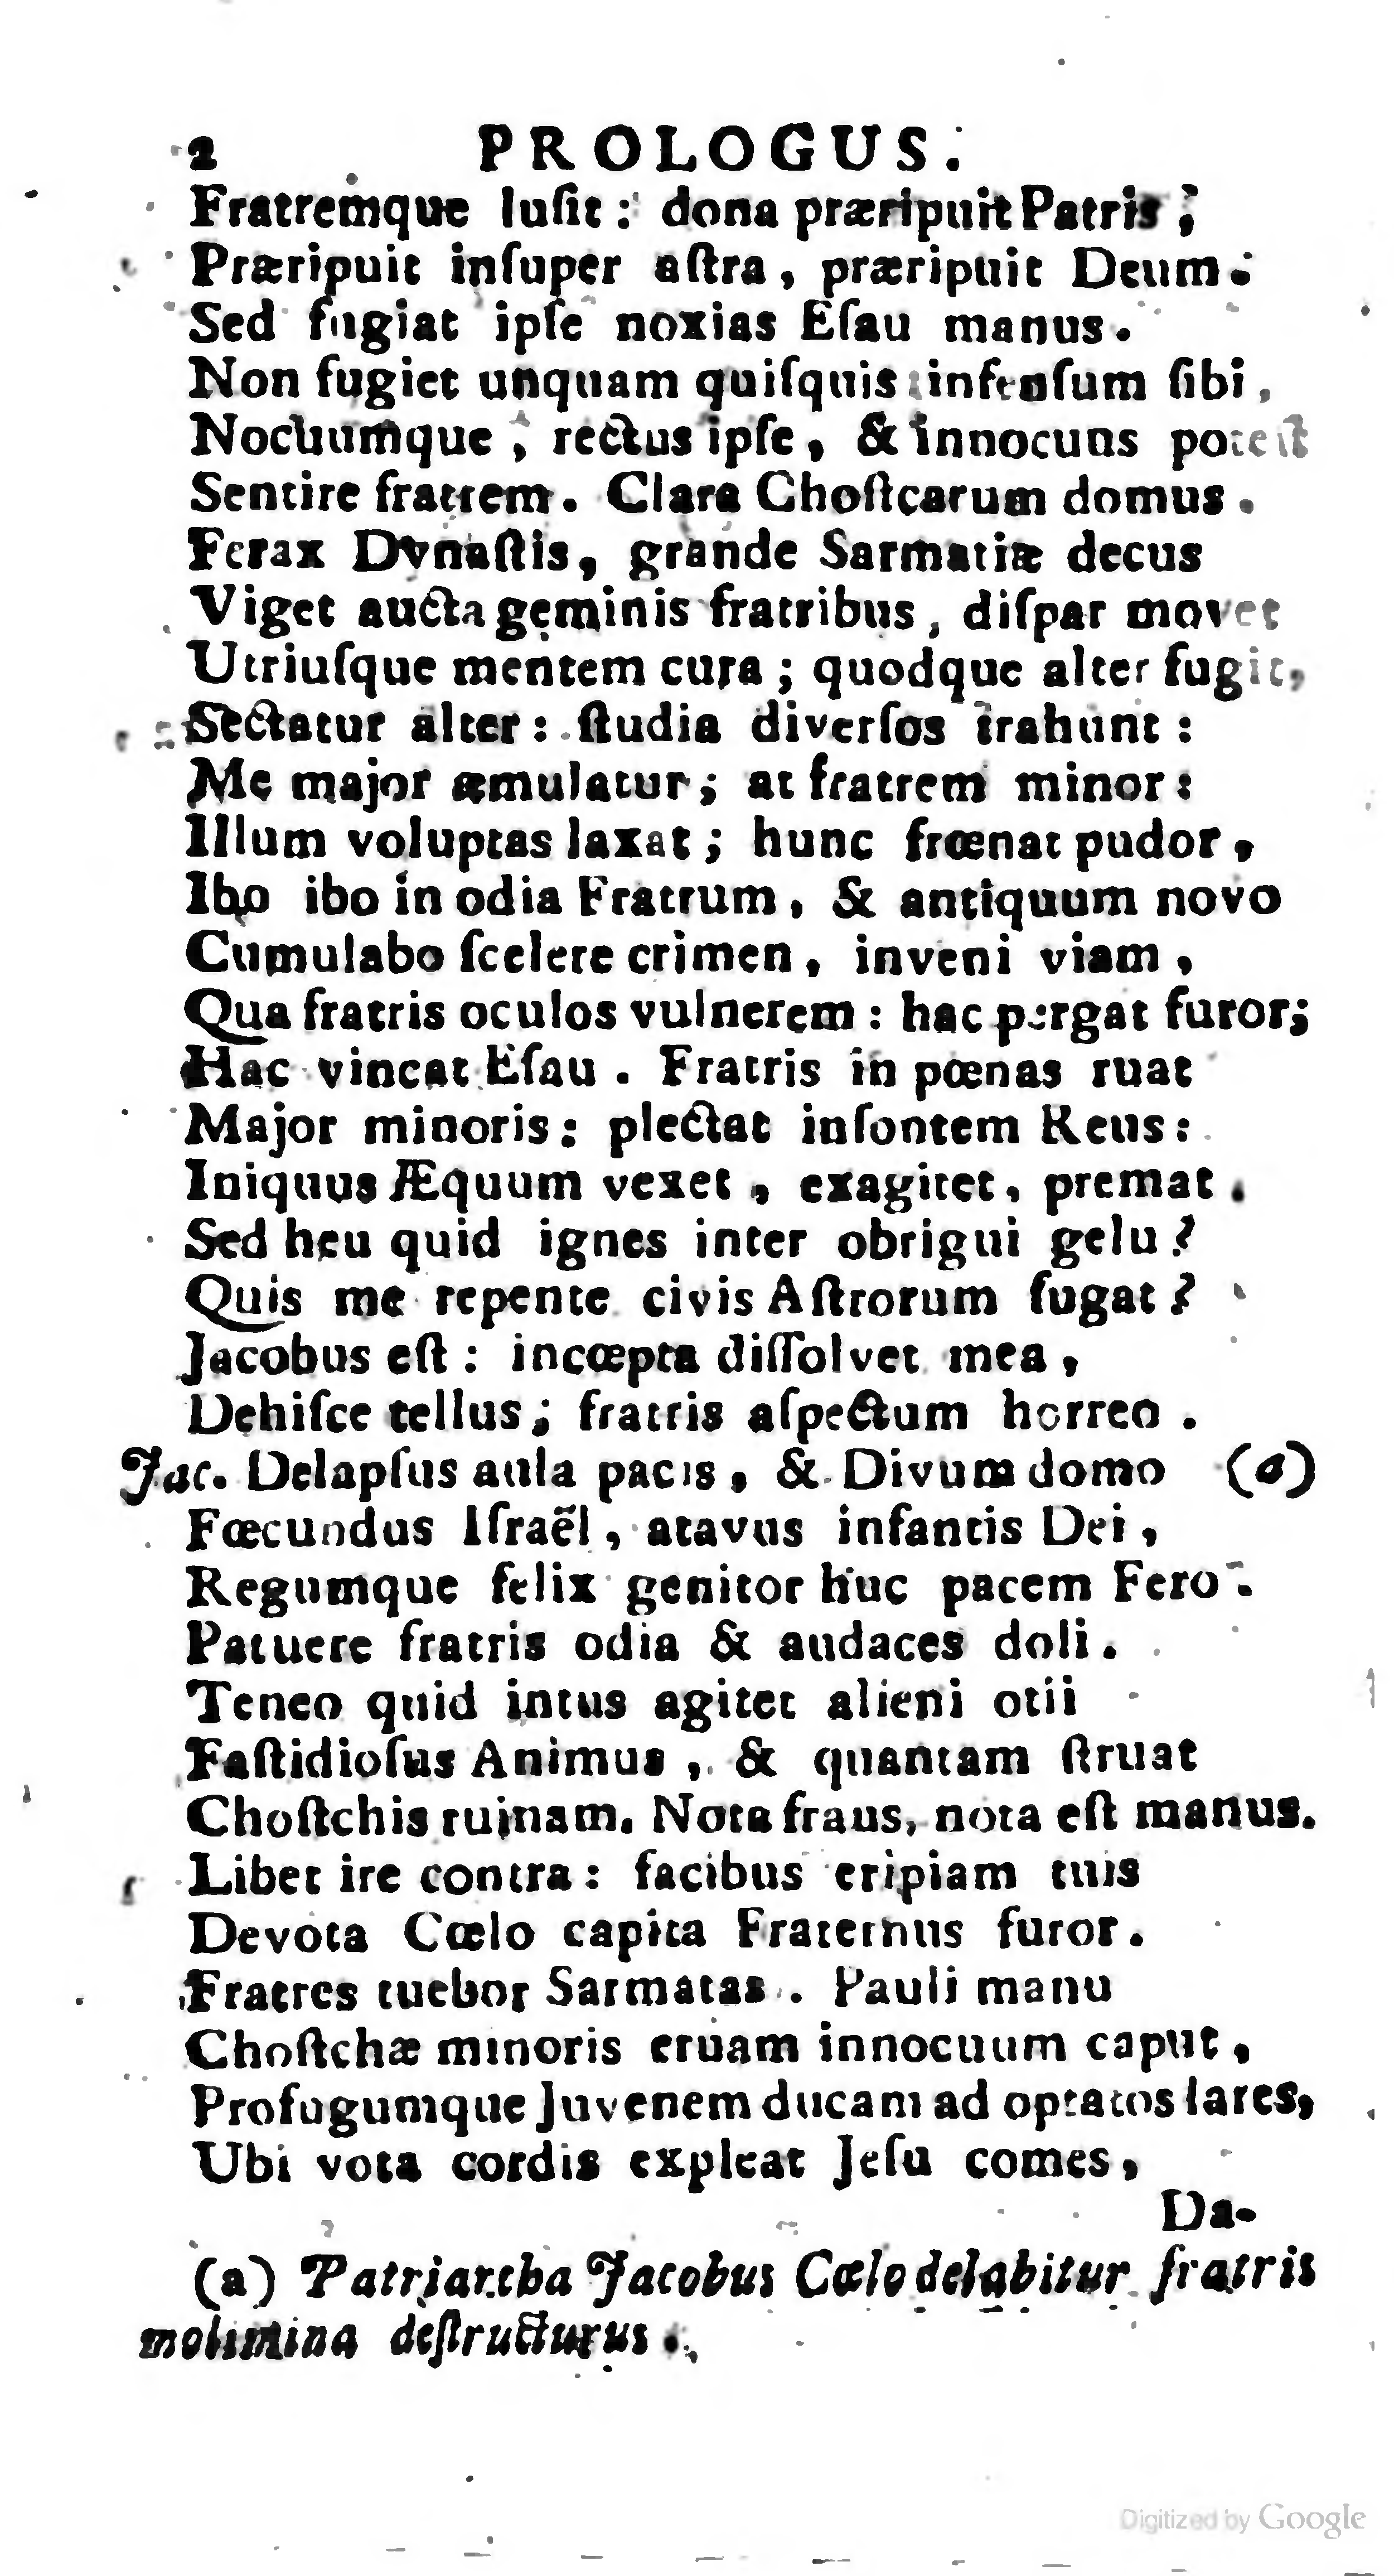 2 PROLOGUS.
Fratremque luſit: dona præripuit Patris;
Præripuit inſuper aſtra, præripuit Deum.
Sed fugiat ipſe noxias Eſau manus.
Non fugiet unquam quiſquis infenſum ſibi,
Nocuumque, rectus ipſe, & innocuus poteſt
Sentire fratrem. Clara Choſtcarum domus.
Ferax Dynaſtis, grande Sarmatiæ decus
Viget aucta geminis fratribus, diſpar movet
Utriuſque mentem cura; quodque alter fugit,
Sectatur alter: ſtudia diverſos trahunt:
Me major æmulatur; at fratrem minor:
Illum voluptas laxat; hunc frœnat pudor,
Ibo ibo in odia Fratrum, & antiquum novo
Cumulabo ſcelere crimen, inveni viam,
Qua fratris oculos vulnerem: hac pergat furor;
Hac vincat Eſau. Fratris in pœnas ruat
Major minoris: plectat inſontem Reus:
Iniquus Æquum vexet, exagitet, premat.
Sed heu quid ignes inter obrigui gelu?
Quis me repente civis Aſtrorum fugat?
Jacobus eſt: incœpta diſſolvet mea,
Dehiſce tellus; fratris aſpectum horreo.
Jac. Delapſus aula pacis, & Divum domo (a)
Fœcundus Iſraël, atavus infantis Dei,
Regumque felix genitor huc pacem Fero.
Patuere fratris odia & audaces doli.
Teneo quid intus agitet alieni otii
Faſtidioſus Animus, & quantam ſtruat
Choſtchis ruinam. Nota fraus, nota eſt manus.
Libet ire contra: facibus eripiam tuis
Devota Cœlo capita Fraternus furor.
Fratres tuebor Sarmatas. Pauli manu
Choſtchæ minoris eruam innocuum caput,
Profugumque Juvenem ducam ad optatos lares,
Ubi vota cordis expleat Jeſu comes,
Da-
(a) Patriarcha Jacobus Cœlo delabitur fratris
molimina deſtructurus.
Digitized by Google